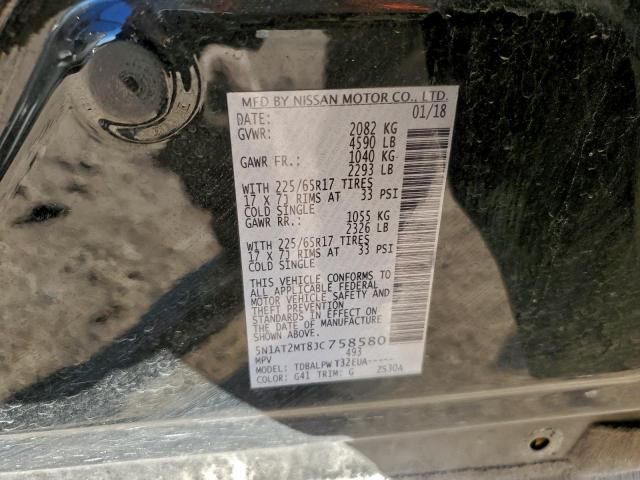 MFD BY NISSAN MOTOR CO., LTD.
DATE: 01/18
GVWR: 2082 KG
4590 LB
GAWR FR.: 1040 KG
2293 LB
WITH 225/65R17 TIRES
17 X 7J RIMS AT 33 PSI
COLD SINGLE
GAWR RR.: 1055 KG
2326 LB
WITH 225/65R17 TIRES
17 X 7J RIMS AT 33 PSI
COLD SINGLE
THIS VEHICLE CONFORMS TO
ALL APPLICABLE FEDERAL
MOTOR VEHICLE SAFETY AND
THEFT PREVENTION
STANDARDS IN EFFECT ON
THE DATE OF MANUFACTURE
SHOWN ABOVE.
5N1AT2MT8JC758580
MPV 493
MODEL: TDBALPW T32EUA-----
COLOR: G41 TRIM: G 2S30A